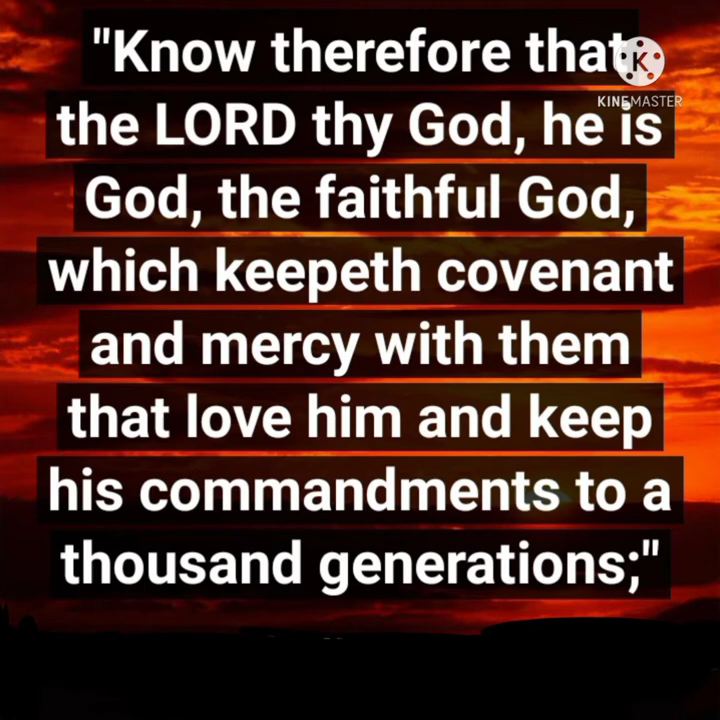 "Know therefore that
KINEMASTER
the LORD thy God, he is
God, the faithful God,
which keepeth covenant
and mercy with them
that love him and keep
his commandments to a
thousand generations;"